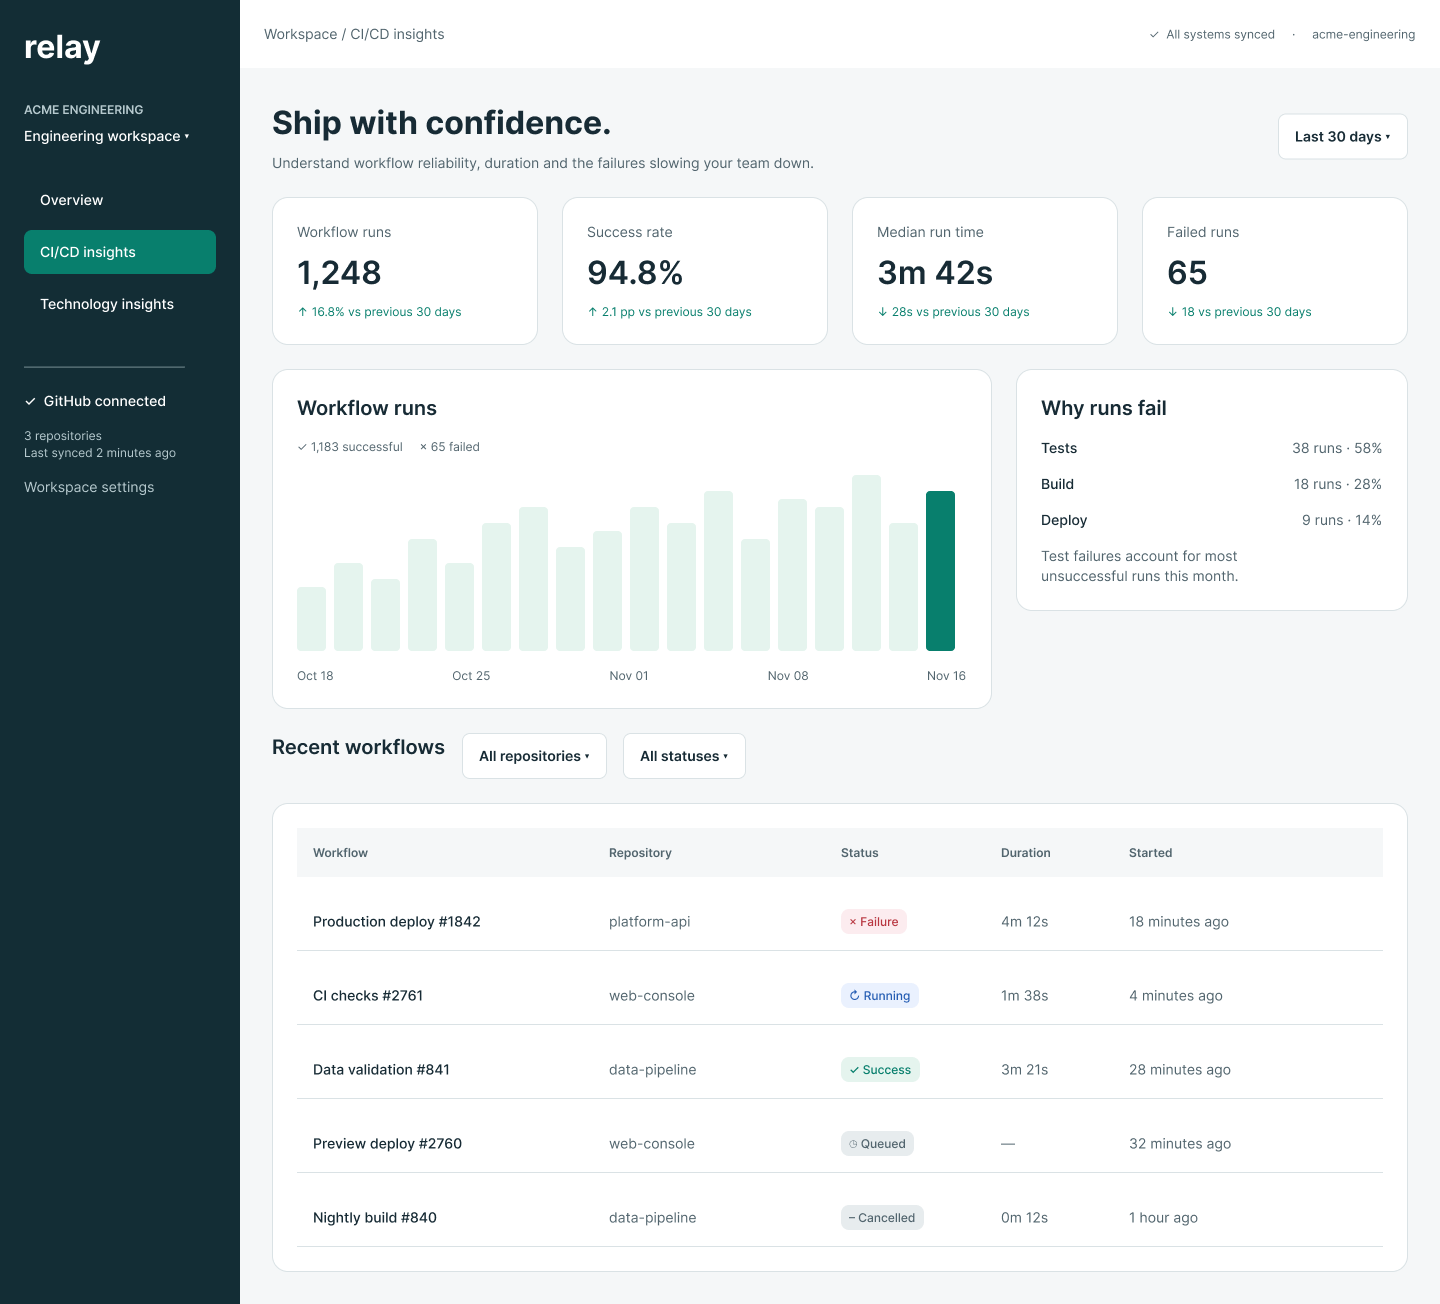 relay
ACME ENGINEERING
Engineering workspace ▾
Overview
CI/CD insights
Technology insights
✓ GitHub connected
3 repositories
Last synced 2 minutes ago
Workspace settings
Workspace / CI/CD insights
✓ All systems synced · acme-engineering
Ship with confidence.
Understand workflow reliability, duration and the failures slowing your team down.
Last 30 days ▾
Workflow runs
1,248
↑ 16.8% vs previous 30 days
Success rate
94.8%
↑ 2.1 pp vs previous 30 days
Median run time
3m 42s
↓ 28s vs previous 30 days
Failed runs
65
↓ 18 vs previous 30 days
Workflow runs
✓ 1,183 successful × 65 failed
Oct 18 Oct 25 Nov 01 Nov 08 Nov 16
Why runs fail
Tests 38 runs · 58%
Build 18 runs · 28%
Deploy 9 runs · 14%
Test failures account for most
unsuccessful runs this month.
Recent workflows
All repositories ▾
All statuses ▾
Workflow Repository Status Duration Started
Production deploy #1842 platform-api × Failure 4m 12s 18 minutes ago
CI checks #2761 web-console ↻ Running 1m 38s 4 minutes ago
Data validation #841 data-pipeline ✓ Success 3m 21s 28 minutes ago
Preview deploy #2760 web-console ◷ Queued — 32 minutes ago
Nightly build #840 data-pipeline – Cancelled 0m 12s 1 hour ago